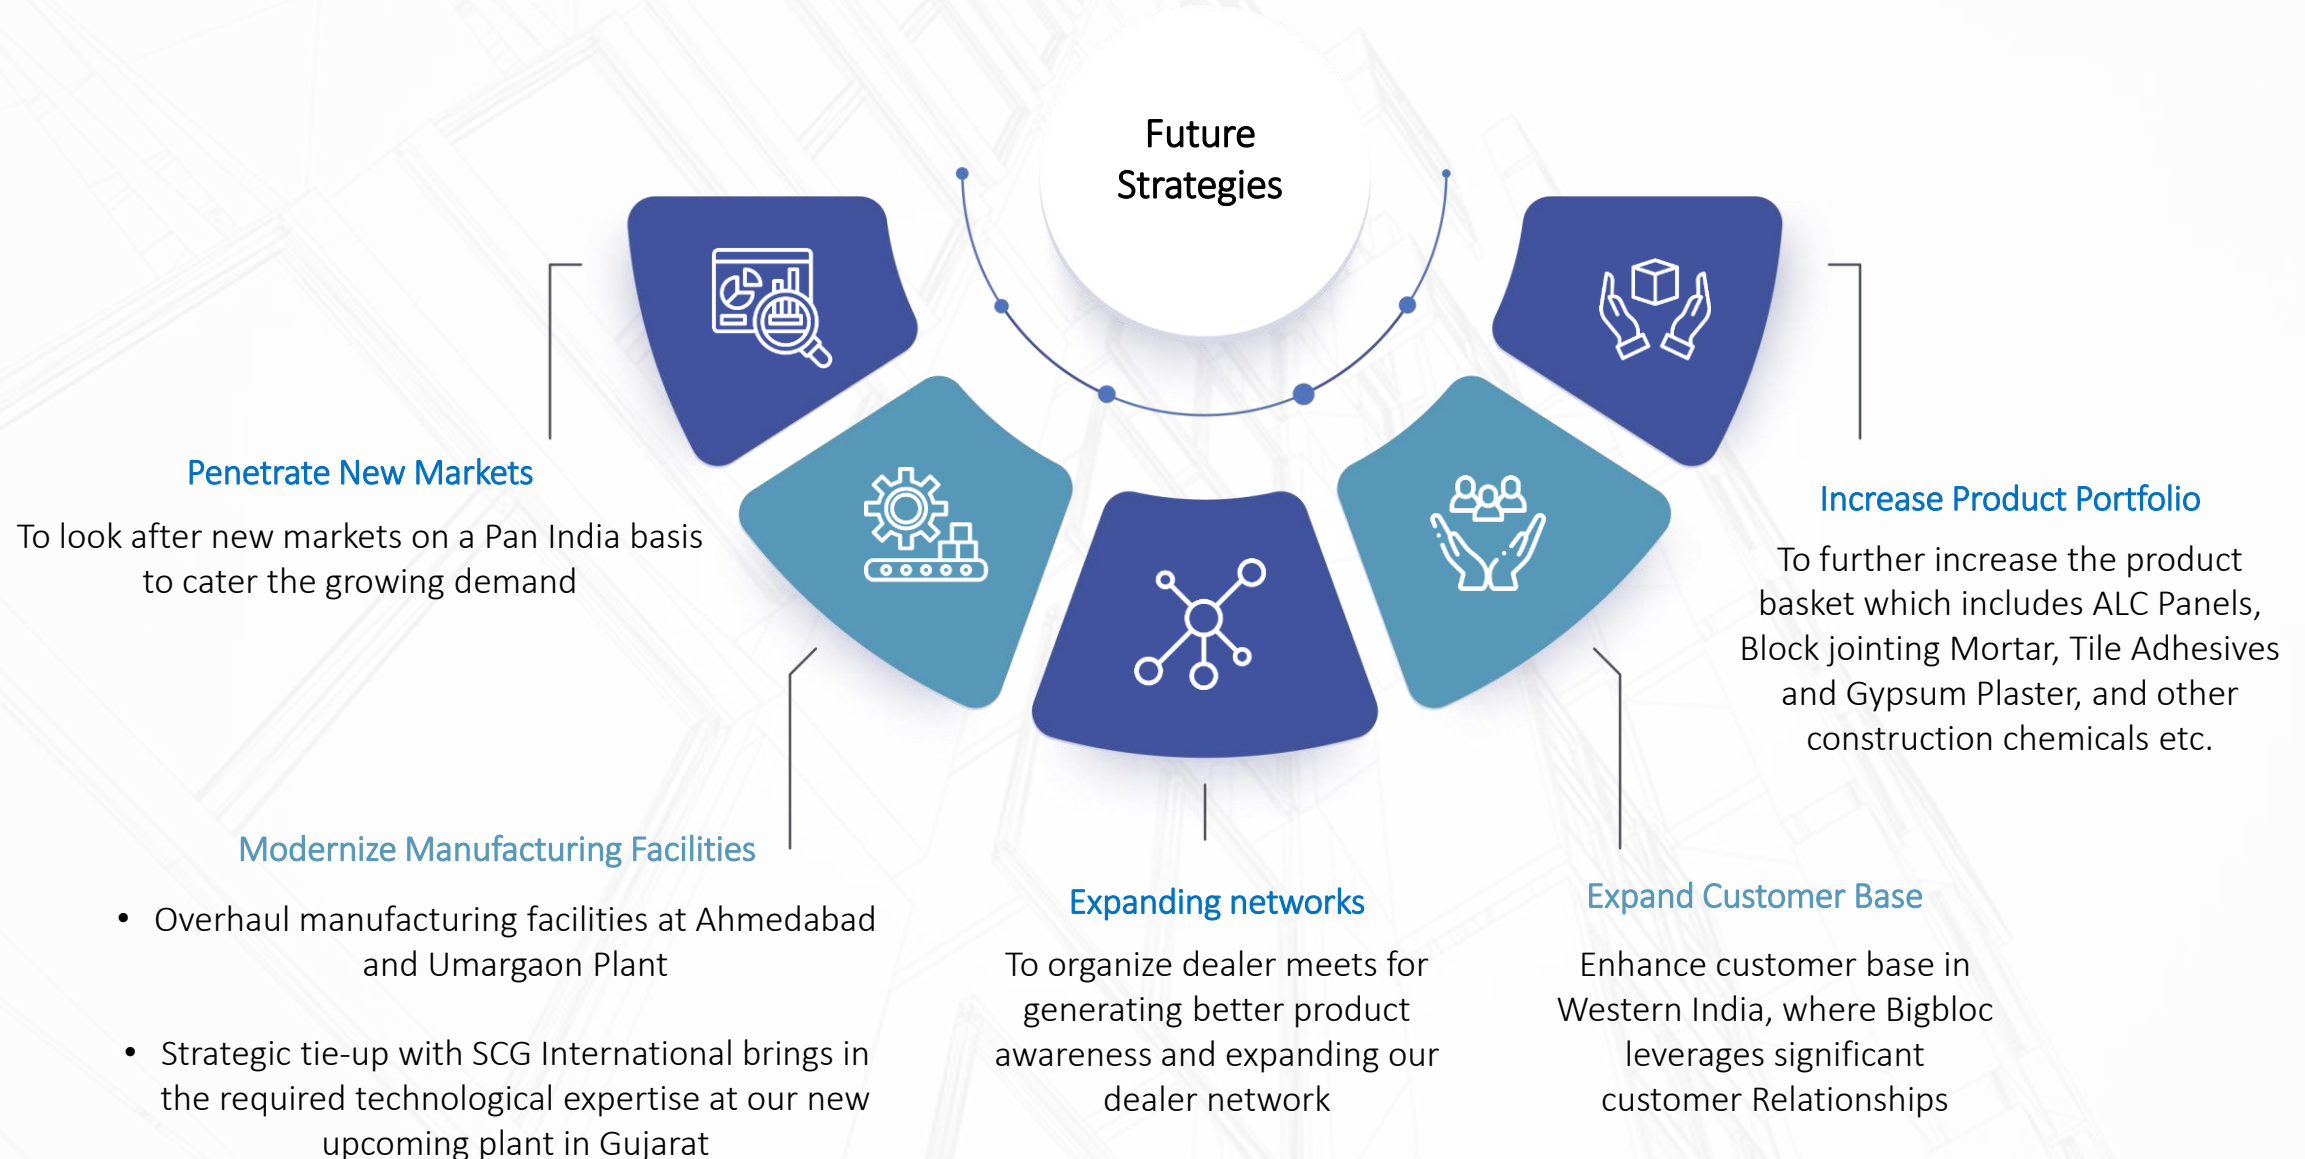 Future
Strategies
Penetrate New Markets
To look after new markets on a Pan India basis
to cater the growing demand
Modernize Manufacturing Facilities
• Overhaul manufacturing facilities at Ahmedabad
and Umargaon Plant
• Strategic tie-up with SCG International brings in
the required technological expertise at our new
upcoming plant in Gujarat
Expanding networks
To organize dealer meets for
generating better product
awareness and expanding our
dealer network
Expand Customer Base
Enhance customer base in
Western India, where Bigbloc
leverages significant
customer Relationships
Increase Product Portfolio
To further increase the product
basket which includes ALC Panels,
Block jointing Mortar, Tile Adhesives
and Gypsum Plaster, and other
construction chemicals etc.